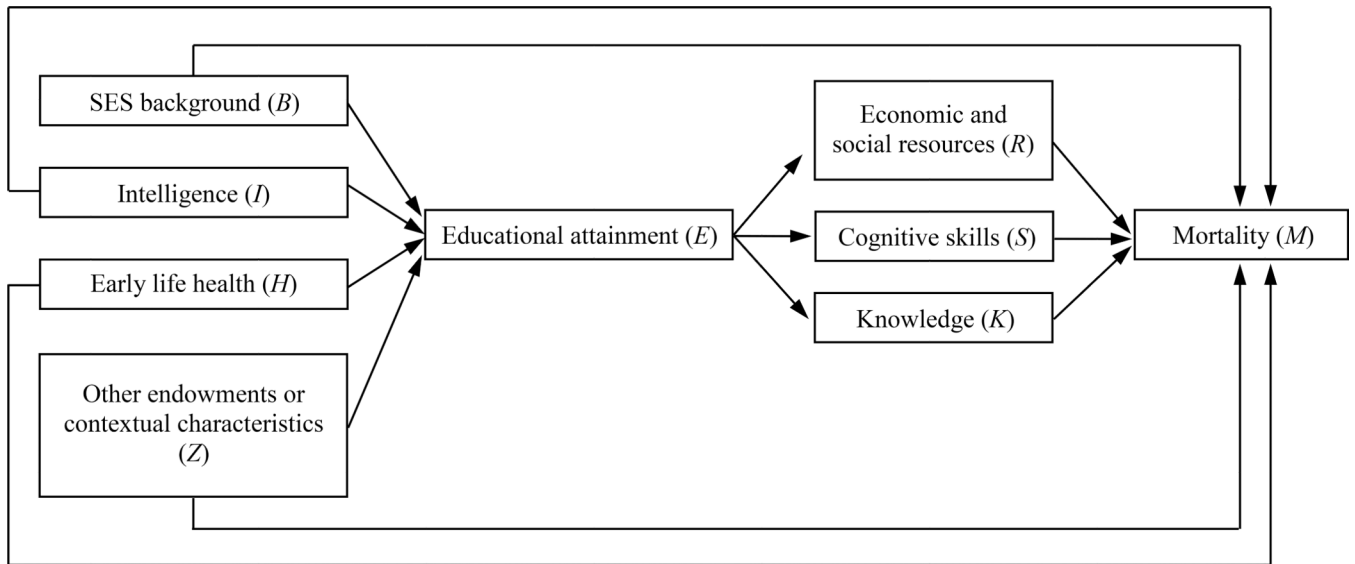 SES background (B)
Intelligence (I)
Early life health (H)
Other endowments or
contextual characteristics
(Z)
Educational attainment (E)
Economic and
social resources (R)
Cognitive skills (S)
Knowledge (K)
Mortality (M)